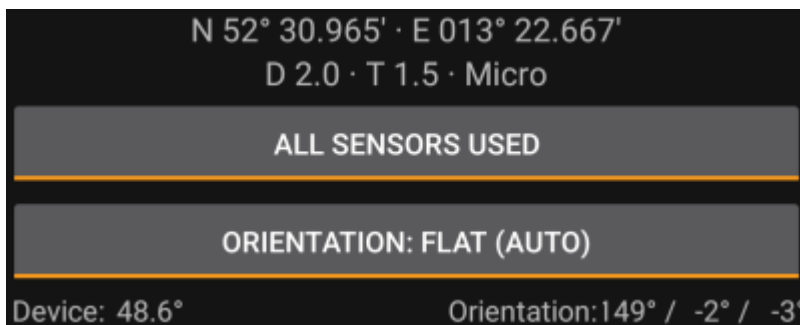 N 52° 30.965' · E 013° 22.667'
D 2.0 · T 1.5 · Micro
ALL SENSORS USED
ORIENTATION: FLAT (AUTO)
Device: 48.6° Orientation:149° / -2° / -3°